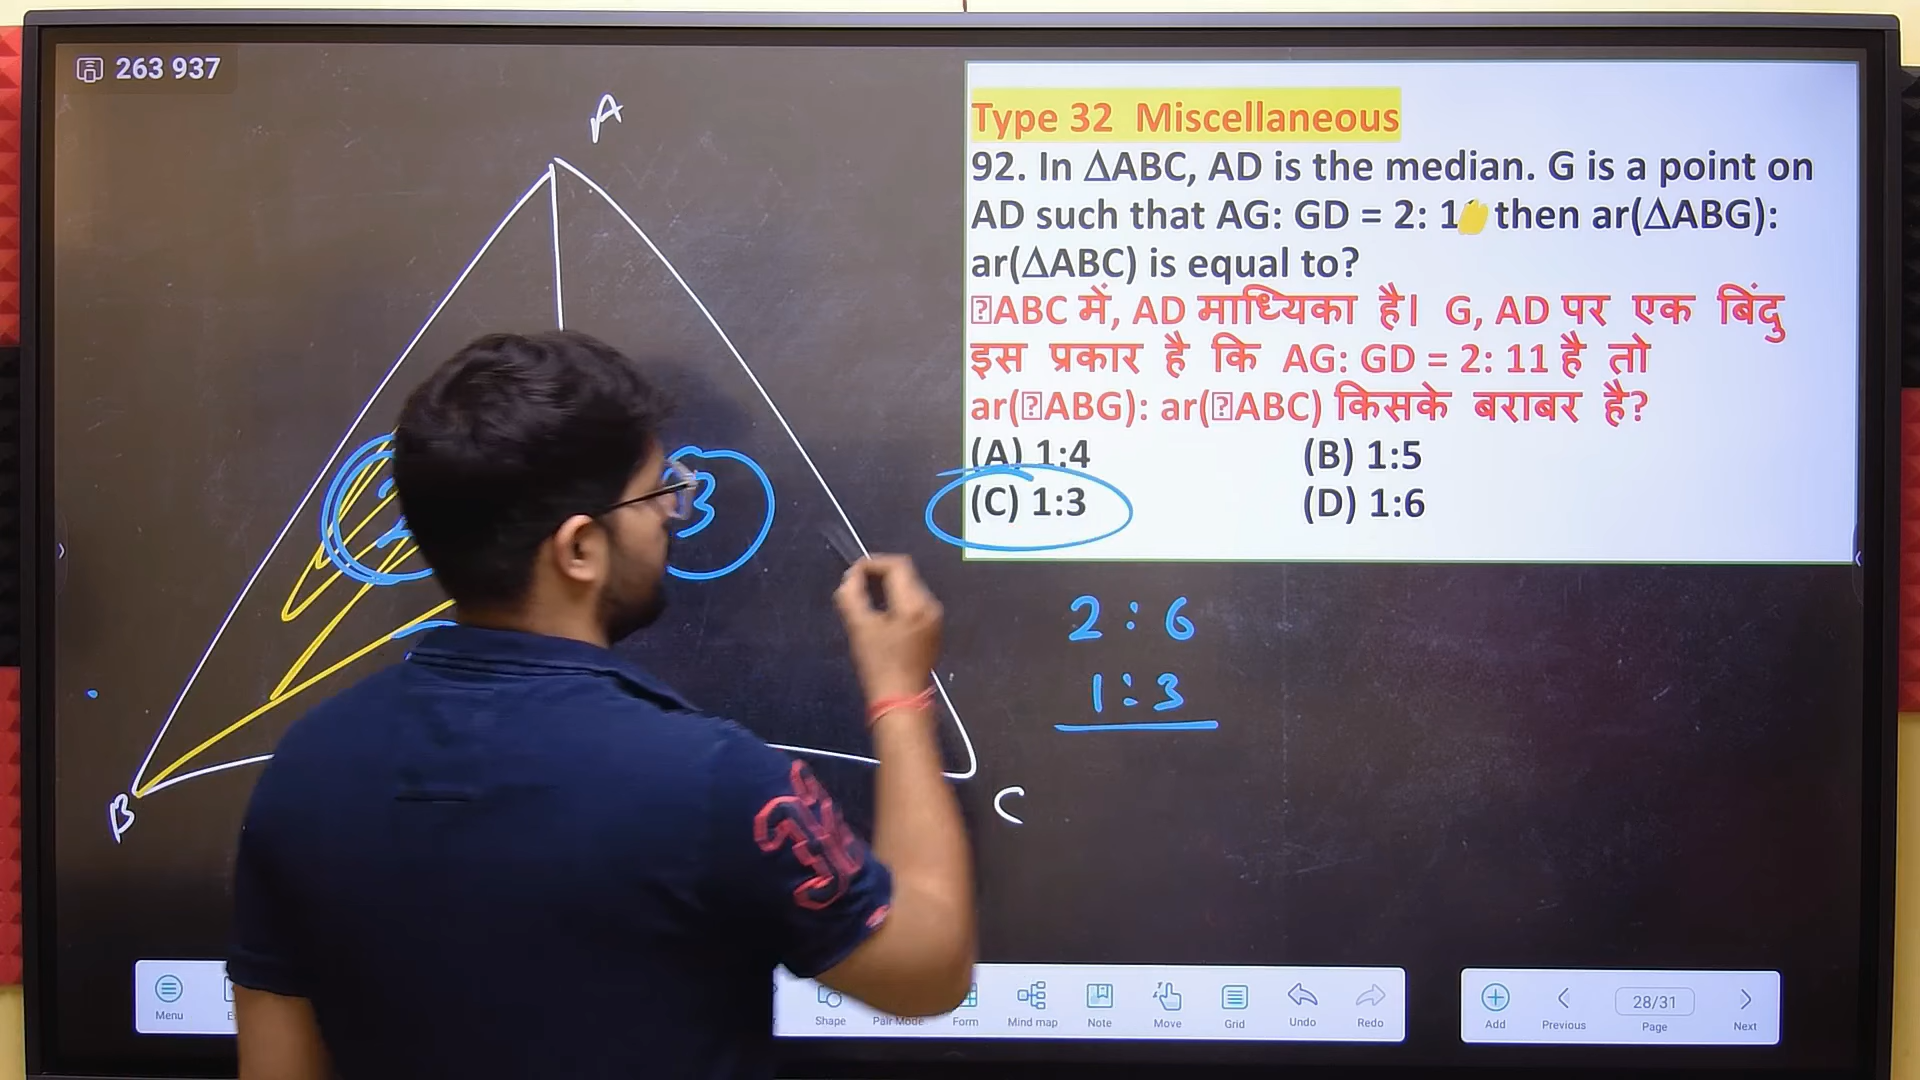 263 937
A
Type 32 Miscellaneous
92. In ΔABC, AD is the median. G is a point on
AD such that AG: GD = 2: 1 then ar(ΔABG):
ar(ΔABC) is equal to?
ABC में, AD माध्यिका है। G, AD पर एक बिंदु
इस प्रकार है कि AG: GD = 2: 11 है तो
ar(ABG): ar(ABC) किसके बराबर है?
(A) 1:4 (B) 1:5
(C) 1:3 (D) 1:6
2 3
2 : 6
1 : 3
B C
Menu Shape Pair Mode Form Mind map Note Move Grid Undo Redo Add Previous 28/31 Page Next